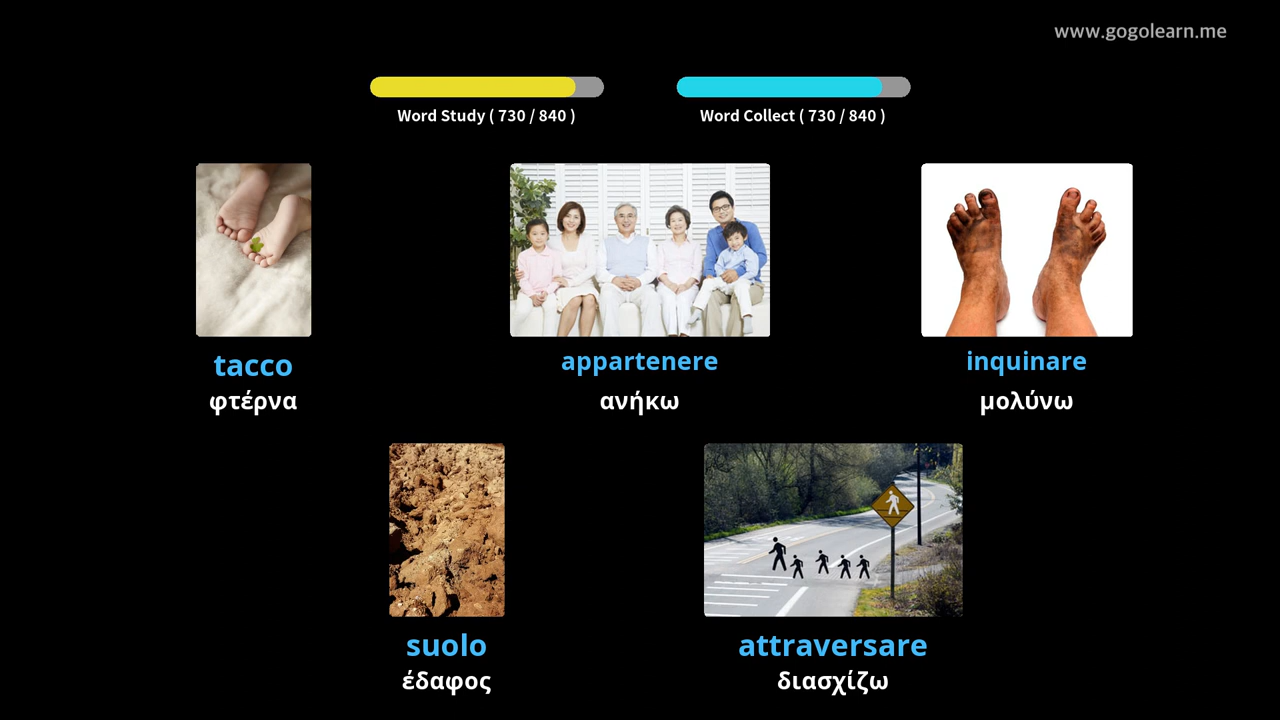 www.gogolearn.me
Word Study ( 730 / 840 )
Word Collect ( 730 / 840 )
tacco
φτέρνα
appartenere
ανήκω
inquinare
μολύνω
suolo
έδαφος
attraversare
διασχίζω